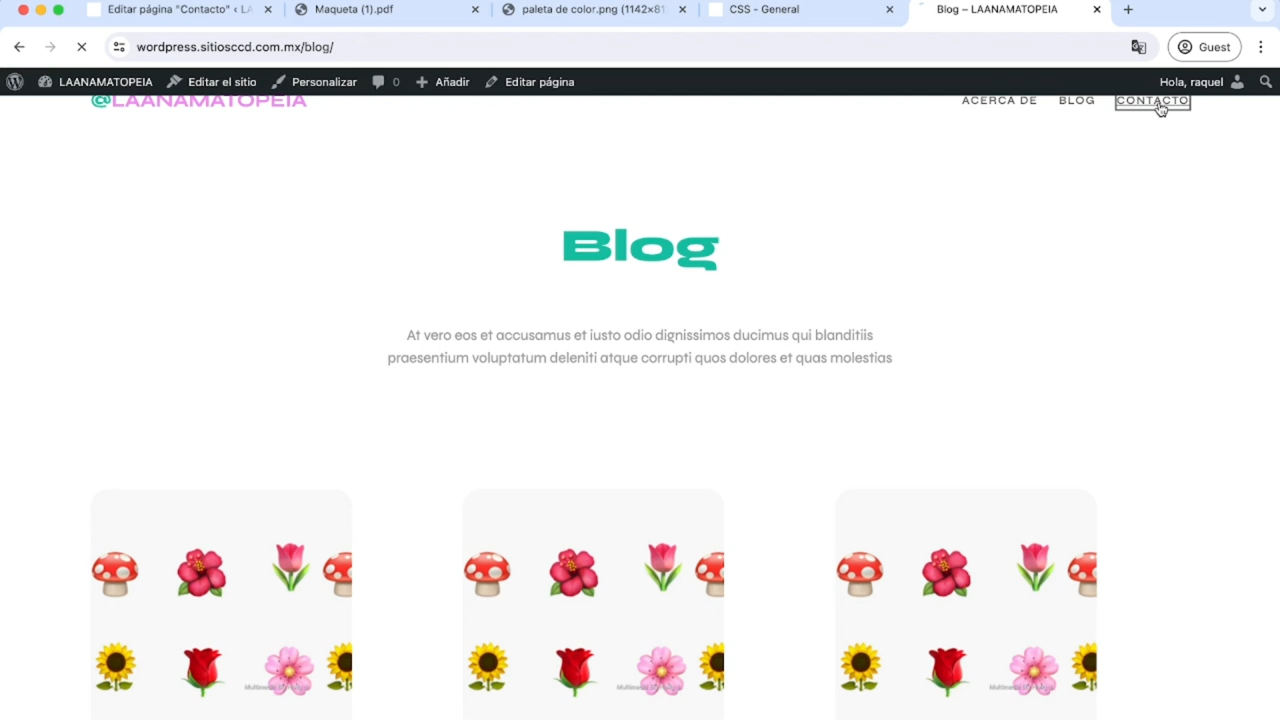 Editar página "Contacto" ‹ LA
Maqueta (1).pdf
paleta de color.png (1142×81
CSS - General
Blog – LAANAMATOPEIA
wordpress.sitiosccd.com.mx/blog/
Guest
LAANAMATOPEIA
Editar el sitio
Personalizar
0
Añadir
Editar página
Hola, raquel
@LAANAMATOPEIA
ACERCA DE
BLOG
CONTACTO
Blog
At vero eos et accusamus et iusto odio dignissimos ducimus qui blanditiis
praesentium voluptatum deleniti atque corrupti quos dolores et quas molestias